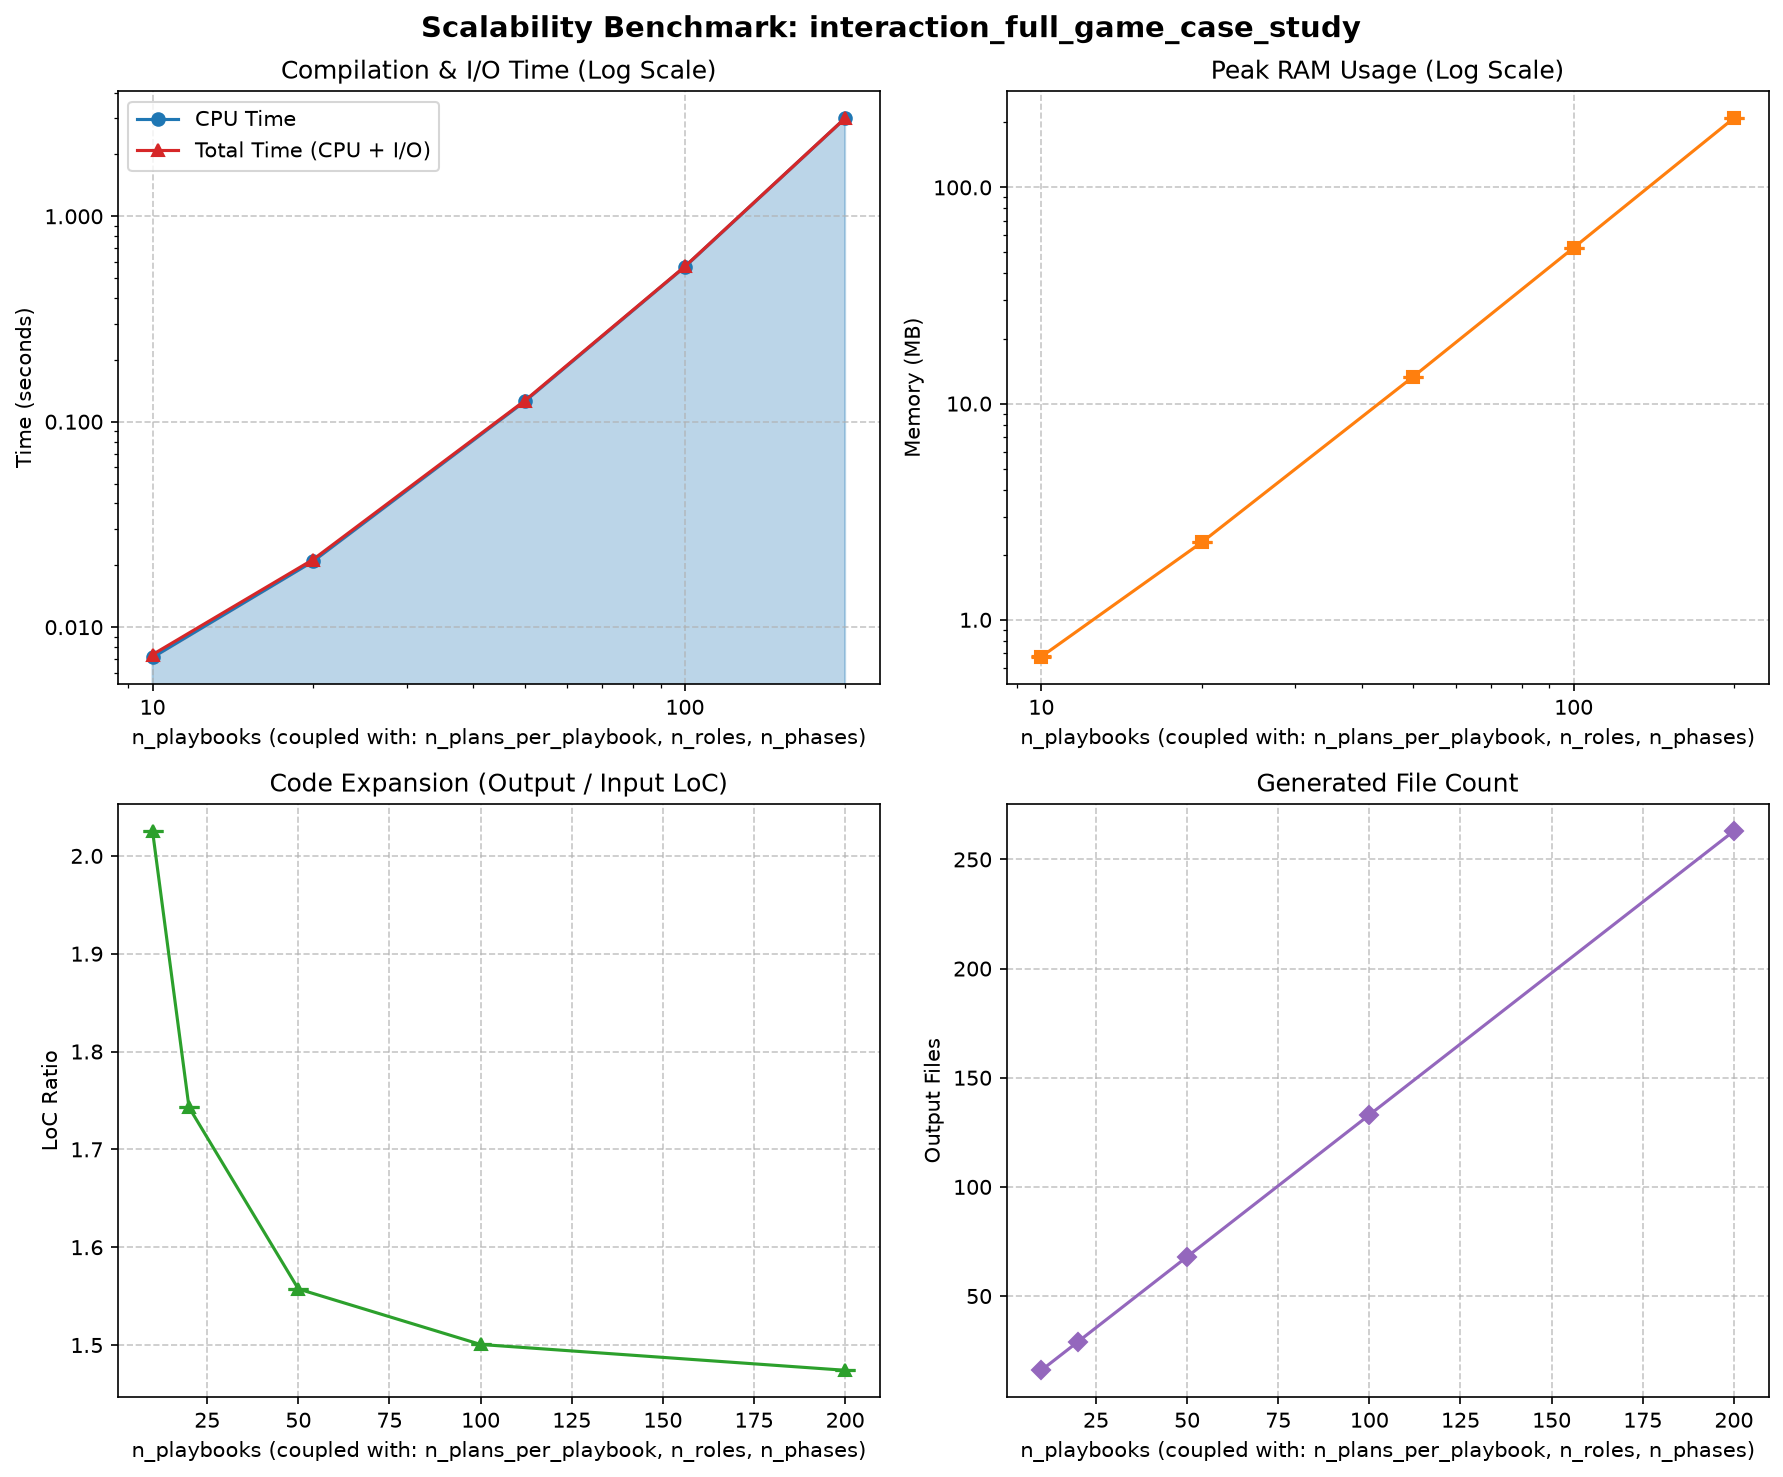 Scalability Benchmark: interaction_full_game_case_study
Compilation & I/O Time (Log Scale)
CPU Time
Total Time (CPU + I/O)
Time (seconds)
1.000
0.100
0.010
10
100
n_playbooks (coupled with: n_plans_per_playbook, n_roles, n_phases)
Peak RAM Usage (Log Scale)
Memory (MB)
100.0
10.0
1.0
10
100
n_playbooks (coupled with: n_plans_per_playbook, n_roles, n_phases)
Code Expansion (Output / Input LoC)
LoC Ratio
2.0
1.9
1.8
1.7
1.6
1.5
25
50
75
100
125
150
175
200
n_playbooks (coupled with: n_plans_per_playbook, n_roles, n_phases)
Generated File Count
Output Files
250
200
150
100
50
25
50
75
100
125
150
175
200
n_playbooks (coupled with: n_plans_per_playbook, n_roles, n_phases)